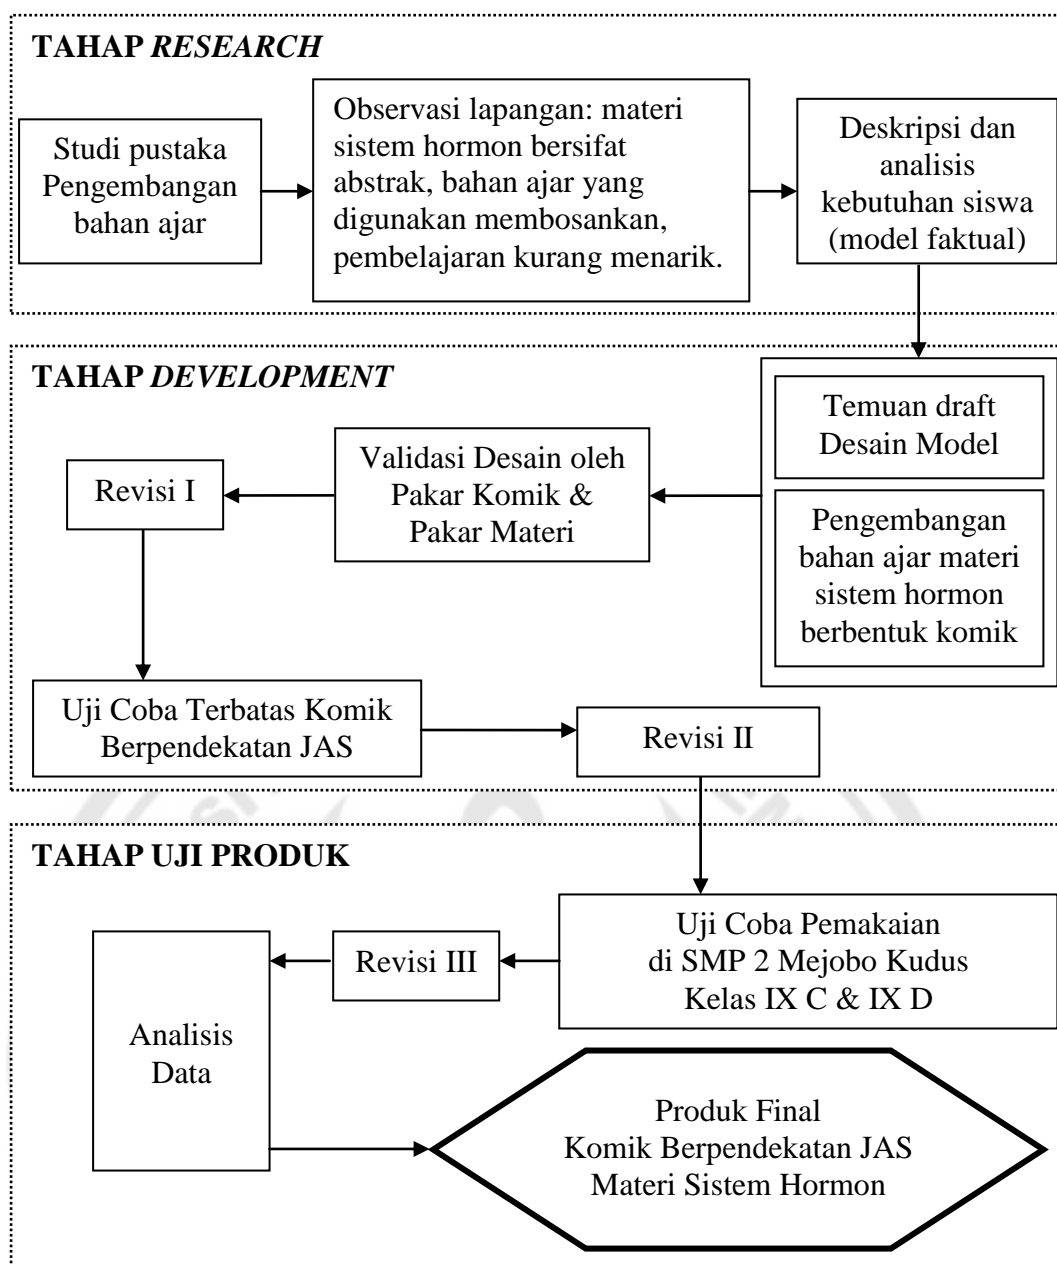 TAHAP RESEARCH
Studi pustaka
Pengembangan
bahan ajar
Observasi lapangan: materi
sistem hormon bersifat
abstrak, bahan ajar yang
digunakan membosankan,
pembelajaran kurang menarik.
Deskripsi dan
analisis
kebutuhan siswa
(model faktual)
TAHAP DEVELOPMENT
Temuan draft
Desain Model
Pengembangan
bahan ajar materi
sistem hormon
berbentuk komik
Validasi Desain oleh
Pakar Komik &
Pakar Materi
Revisi I
Uji Coba Terbatas Komik
Berpendekatan JAS
Revisi II
TAHAP UJI PRODUK
Uji Coba Pemakaian
di SMP 2 Mejobo Kudus
Kelas IX C & IX D
Revisi III
Analisis
Data
Produk Final
Komik Berpendekatan JAS
Materi Sistem Hormon